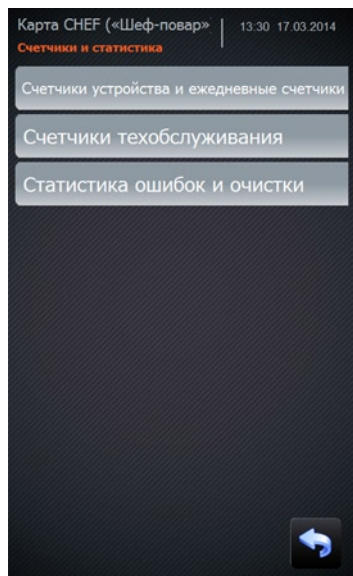 Карта CHEF («Шеф-повар»
13:30 17.03.2014
Счетчики и статистика
Счетчики устройства и ежедневные счетчики
Счетчики техобслуживания
Статистика ошибок и очистки